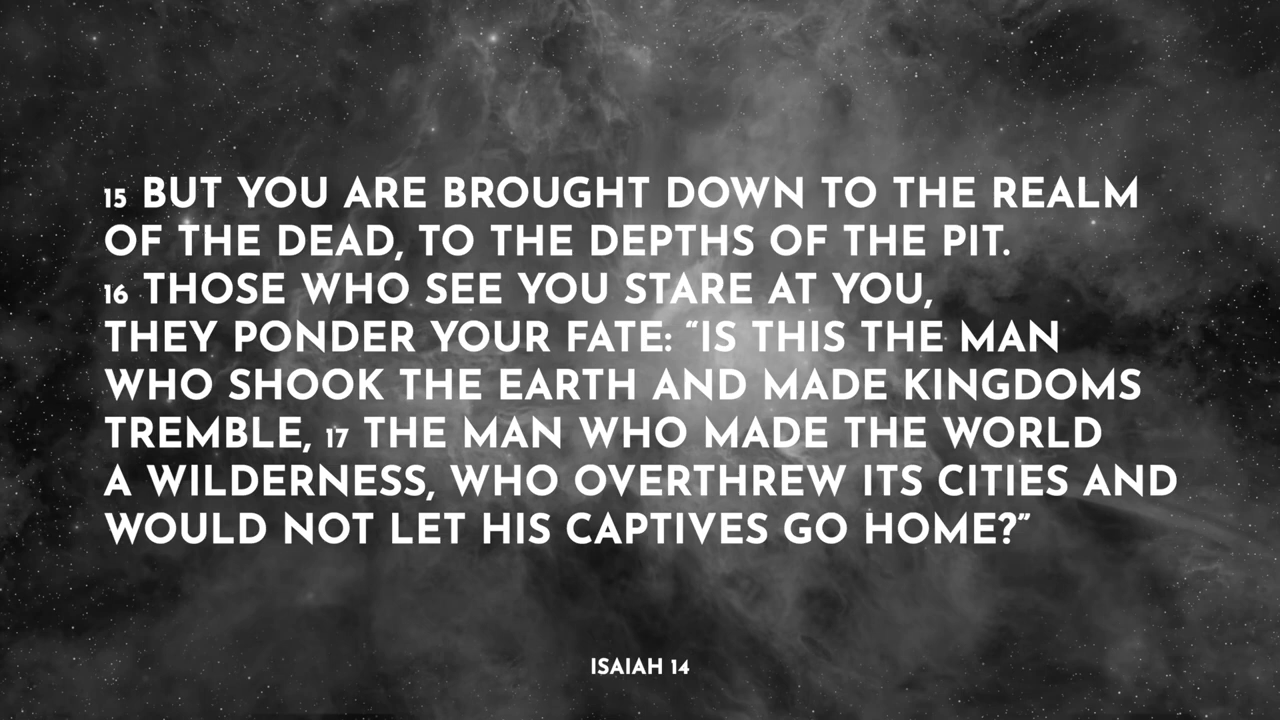 15 BUT YOU ARE BROUGHT DOWN TO THE REALM
OF THE DEAD, TO THE DEPTHS OF THE PIT.
16 THOSE WHO SEE YOU STARE AT YOU,
THEY PONDER YOUR FATE: “IS THIS THE MAN
WHO SHOOK THE EARTH AND MADE KINGDOMS
TREMBLE, 17 THE MAN WHO MADE THE WORLD
A WILDERNESS, WHO OVERTHREW ITS CITIES AND
WOULD NOT LET HIS CAPTIVES GO HOME?”
ISAIAH 14